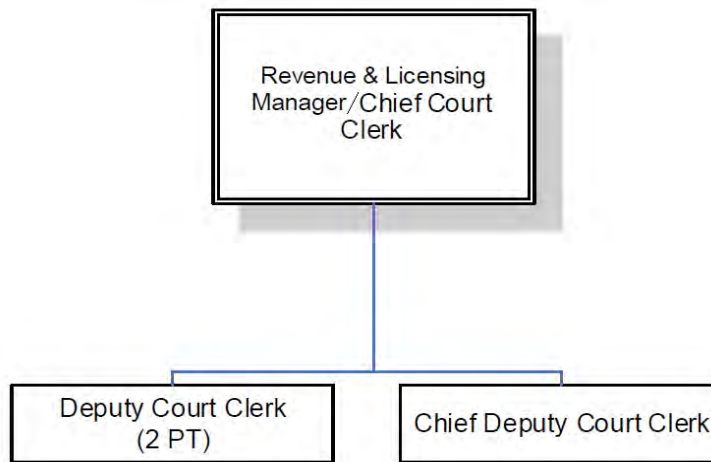 Revenue & Licensing
Manager/Chief Court
Clerk
Deputy Court Clerk
(2 PT)
Chief Deputy Court Clerk